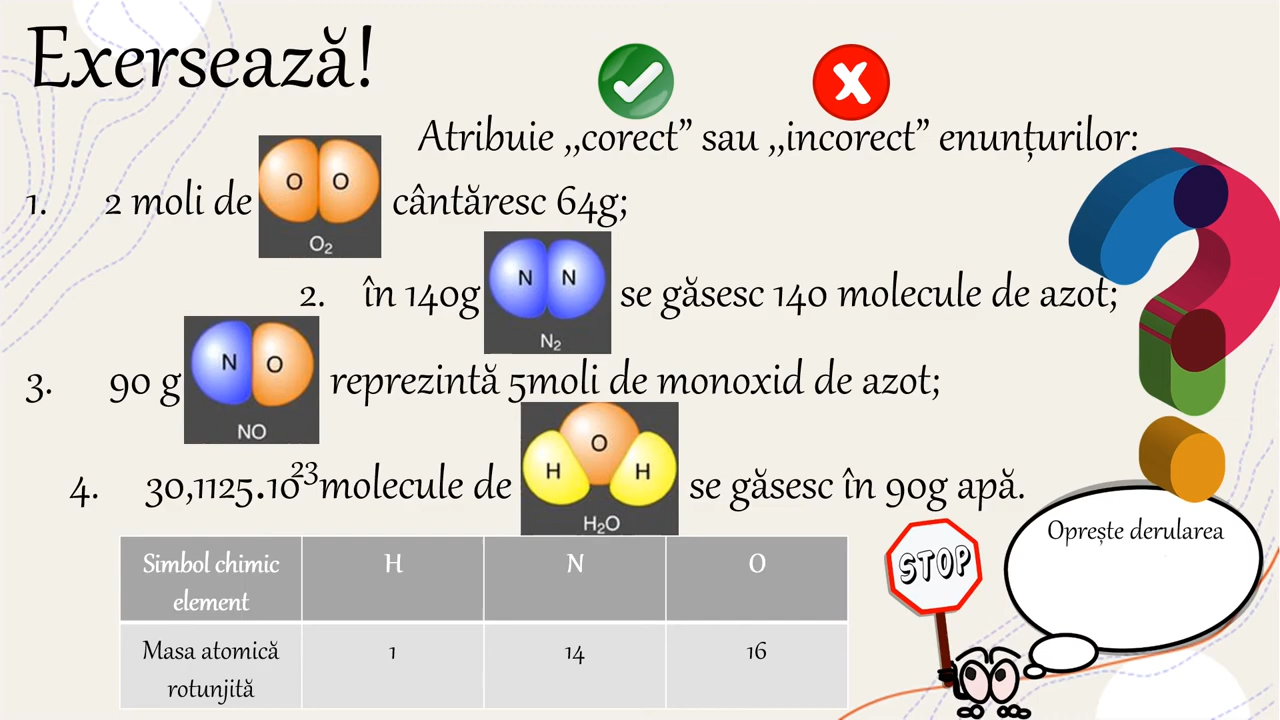 Exersează!
Atribuie ,,corect” sau ,,incorect” enunțurilor:
1. 2 moli de O O O₂ cântăresc 64g;
2. în 140g N N N₂ se găsesc 140 molecule de azot;
3. 90 g N O NO reprezintă 5moli de monoxid de azot;
4. 30,1125.10²³ molecule de H O H H₂O se găsesc în 90g apă.
Simbol chimic element H N O
Masa atomică rotunjită 1 14 16
Oprește derularea
STOP